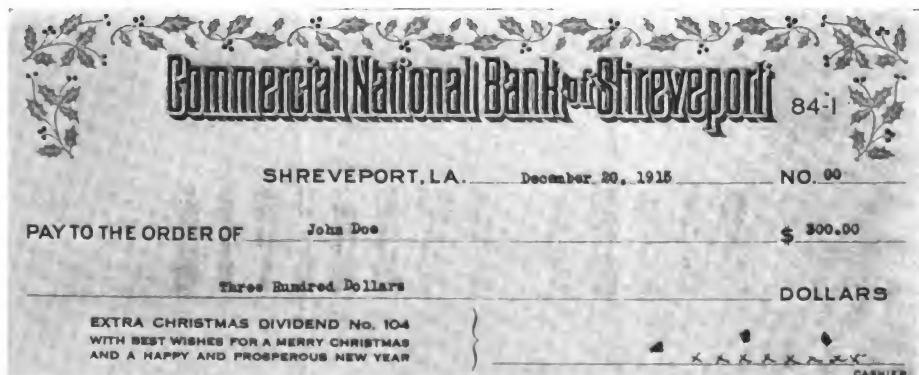 Commercial National Bank of Shreveport 84-1
SHREVEPORT, LA. December 20, 1915 NO. 00
PAY TO THE ORDER OF John Doe $ 300.00
Three Hundred Dollars DOLLARS
EXTRA CHRISTMAS DIVIDEND No. 104
WITH BEST WISHES FOR A MERRY CHRISTMAS
AND A HAPPY AND PROSPEROUS NEW YEAR
x x x x x x x x
CASHIER